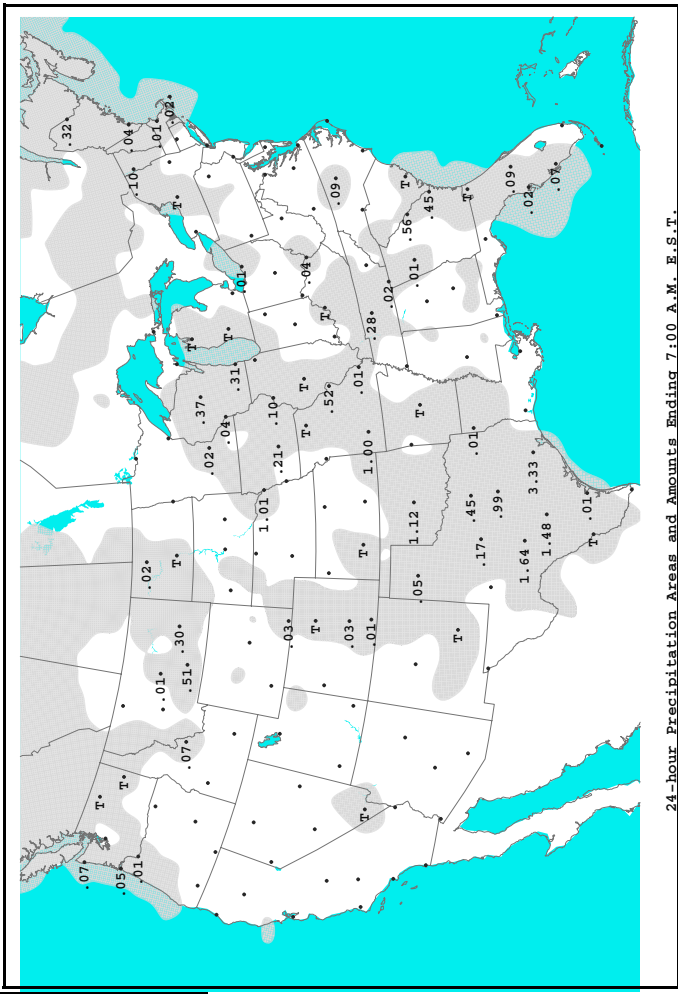 .32
.07
T
.05
T
.04
.10
.01
.02
.01
.01
.02
T
T
.30
.07
.51
T
.37
.02
.04
T
.31
.01
1.01
.10
.21
.03
T
.04
T
T
T
.52
.09
.03
.01
T
T
1.00
.01
.28
.02
T
.56
1.12
.01
.05
T
.45
T
T
.45
.01
.17
.99
.09
1.64
.02
3.33
1.48
.07
.01
T
24-hour Precipitation Areas and Amounts Ending 7:00 A.M. E.S.T.